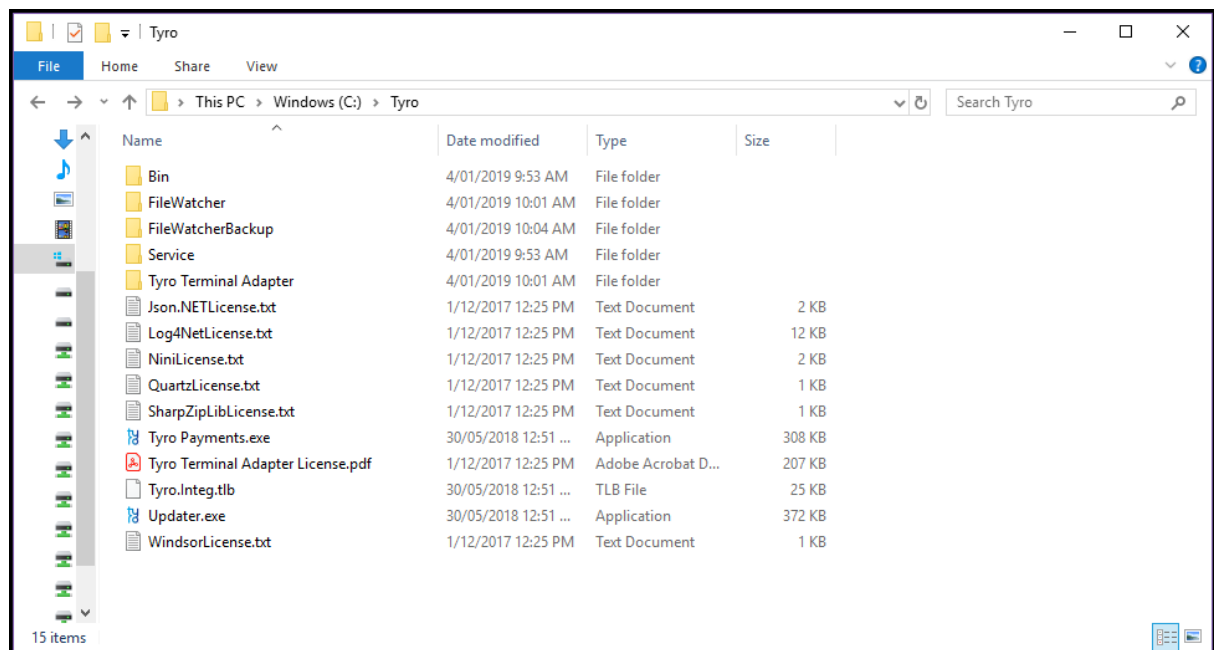 Tyro
File Home Share View
This PC > Windows (C:) > Tyro
Search Tyro
Name Date modified Type Size
Bin 4/01/2019 9:53 AM File folder
FileWatcher 4/01/2019 10:01 AM File folder
FileWatcherBackup 4/01/2019 10:04 AM File folder
Service 4/01/2019 9:53 AM File folder
Tyro Terminal Adapter 4/01/2019 10:01 AM File folder
Json.NETLicense.txt 1/12/2017 12:25 PM Text Document 2 KB
Log4NetLicense.txt 1/12/2017 12:25 PM Text Document 12 KB
NiniLicense.txt 1/12/2017 12:25 PM Text Document 2 KB
QuartzLicense.txt 1/12/2017 12:25 PM Text Document 1 KB
SharpZipLibLicense.txt 1/12/2017 12:25 PM Text Document 1 KB
Tyro Payments.exe 30/05/2018 12:51 ... Application 308 KB
Tyro Terminal Adapter License.pdf 1/12/2017 12:25 PM Adobe Acrobat D... 207 KB
Tyro.Integ.tlb 30/05/2018 12:51 ... TLB File 25 KB
Updater.exe 30/05/2018 12:51 ... Application 372 KB
WindsorLicense.txt 1/12/2017 12:25 PM Text Document 1 KB
15 items